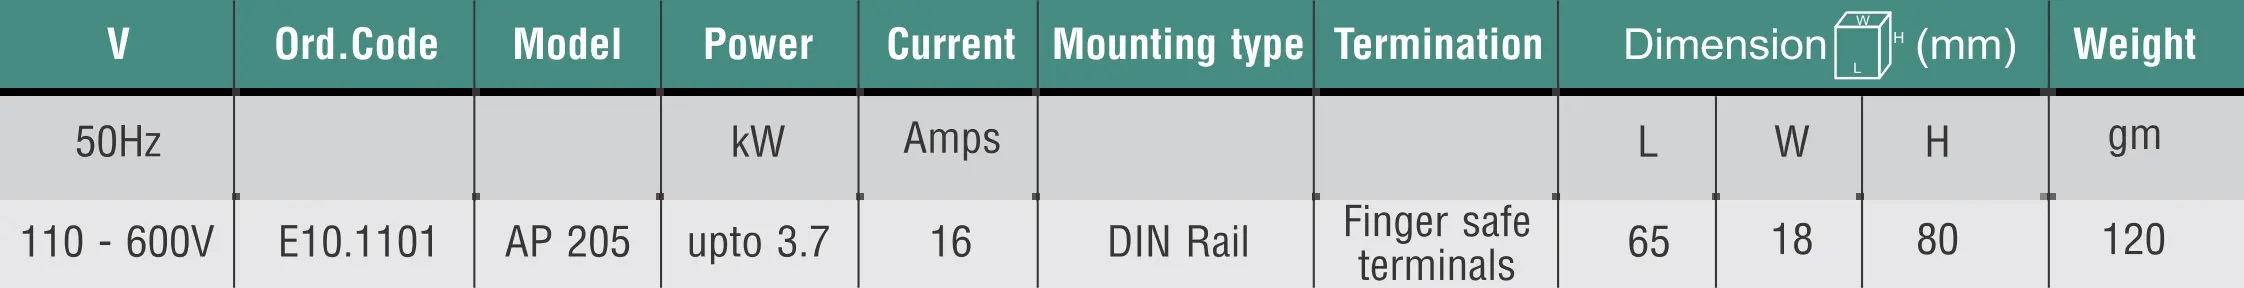 V Ord.Code Model Power Current Mounting type Termination Dimension W H L (mm) Weight
50Hz kW Amps L W H gm
110 - 600V E10.1101 AP 205 upto 3.7 16 DIN Rail Finger safe terminals 65 18 80 120